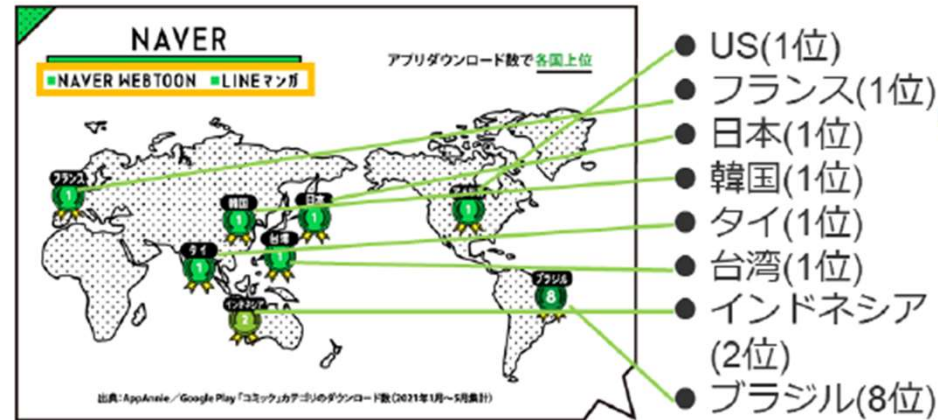 NAVER
■NAVER WEBTOON ■LINEマンガ
アプリダウンロード数で各国上位
フランス
1
韓国
1
日本
1
タイ
1
台湾
1
インドネシア
2
1
ブラジル
8
出典：AppAnnie／Google Play「コミック」カテゴリのダウンロード数（2021年1月〜5月集計）
● US(1位)
● フランス(1位)
● 日本(1位)
● 韓国(1位)
● タイ(1位)
● 台湾(1位)
● インドネシア
(2位)
● ブラジル(8位)